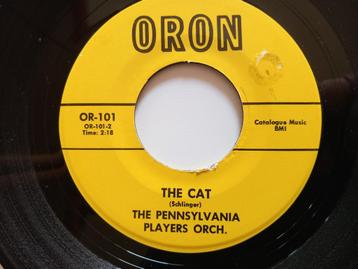 ORON
OR-101
OR-101-2
Time: 2:18
Catalogue Music
BMI
THE CAT
(Schlinger)
THE PENNSYLVANIA
PLAYERS ORCH.